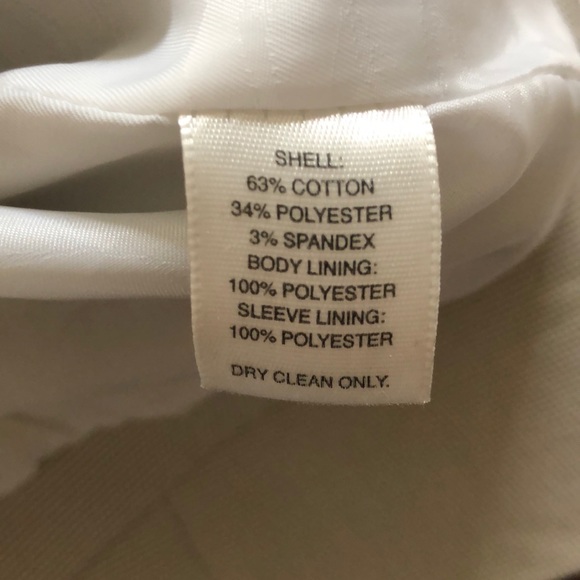 SHELL:
63% COTTON
34% POLYESTER
3% SPANDEX
BODY LINING:
100% POLYESTER
SLEEVE LINING:
100% POLYESTER
DRY CLEAN ONLY.